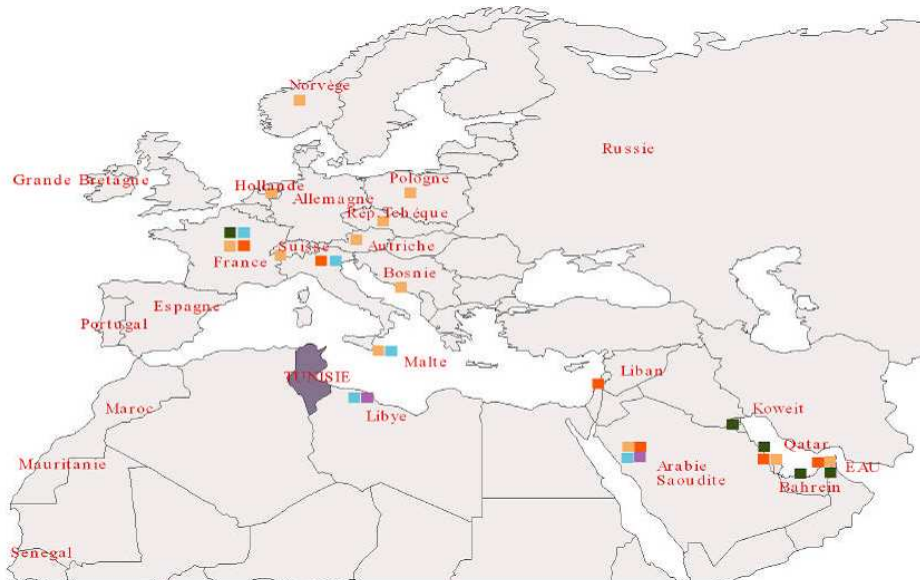 Norvège
Russie
Grande Bretagne
Hollande
Pologne
Allemagne
Rép.Tchéque
Suisse
Autriche
France
Bosnie
Espagne
Portugal
Malte
TUNISIE
Liban
Maroc
Libye
Koweit
Qatar
Mauritanie
Arabie
Saoudite
EAU
Bahrein
Senegal